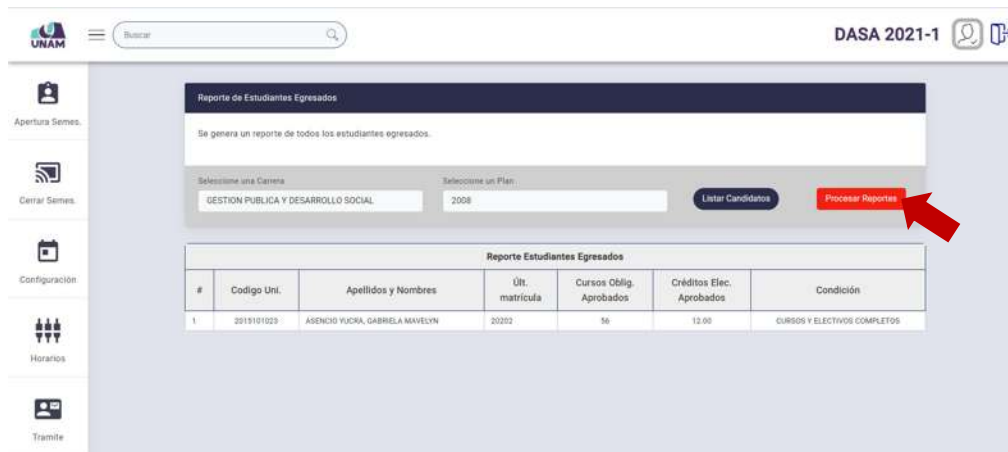 UNAM
Buscar
DASA 2021-1
Apertura Semes.
Cerrar Semes.
Configuración
Horarios
Tramite
Reporte de Estudiantes Egresados
Se genera un reporte de todos los estudiantes egresados.
Seleccione una Carrera
Seleccione un Plan
GESTION PUBLICA Y DESARROLLO SOCIAL
2008
Listar Candidatos
Procesar Reportes
Reporte Estudiantes Egresados
# Codigo Uni. Apellidos y Nombres Últ. matrícula Cursos Oblig. Aprobados Créditos Elec. Aprobados Condición
1 2015101023 ASENCIO YUCRA, GABRIELA MAVELYN 20202 56 12.00 CURSOS Y ELECTIVOS COMPLETOS